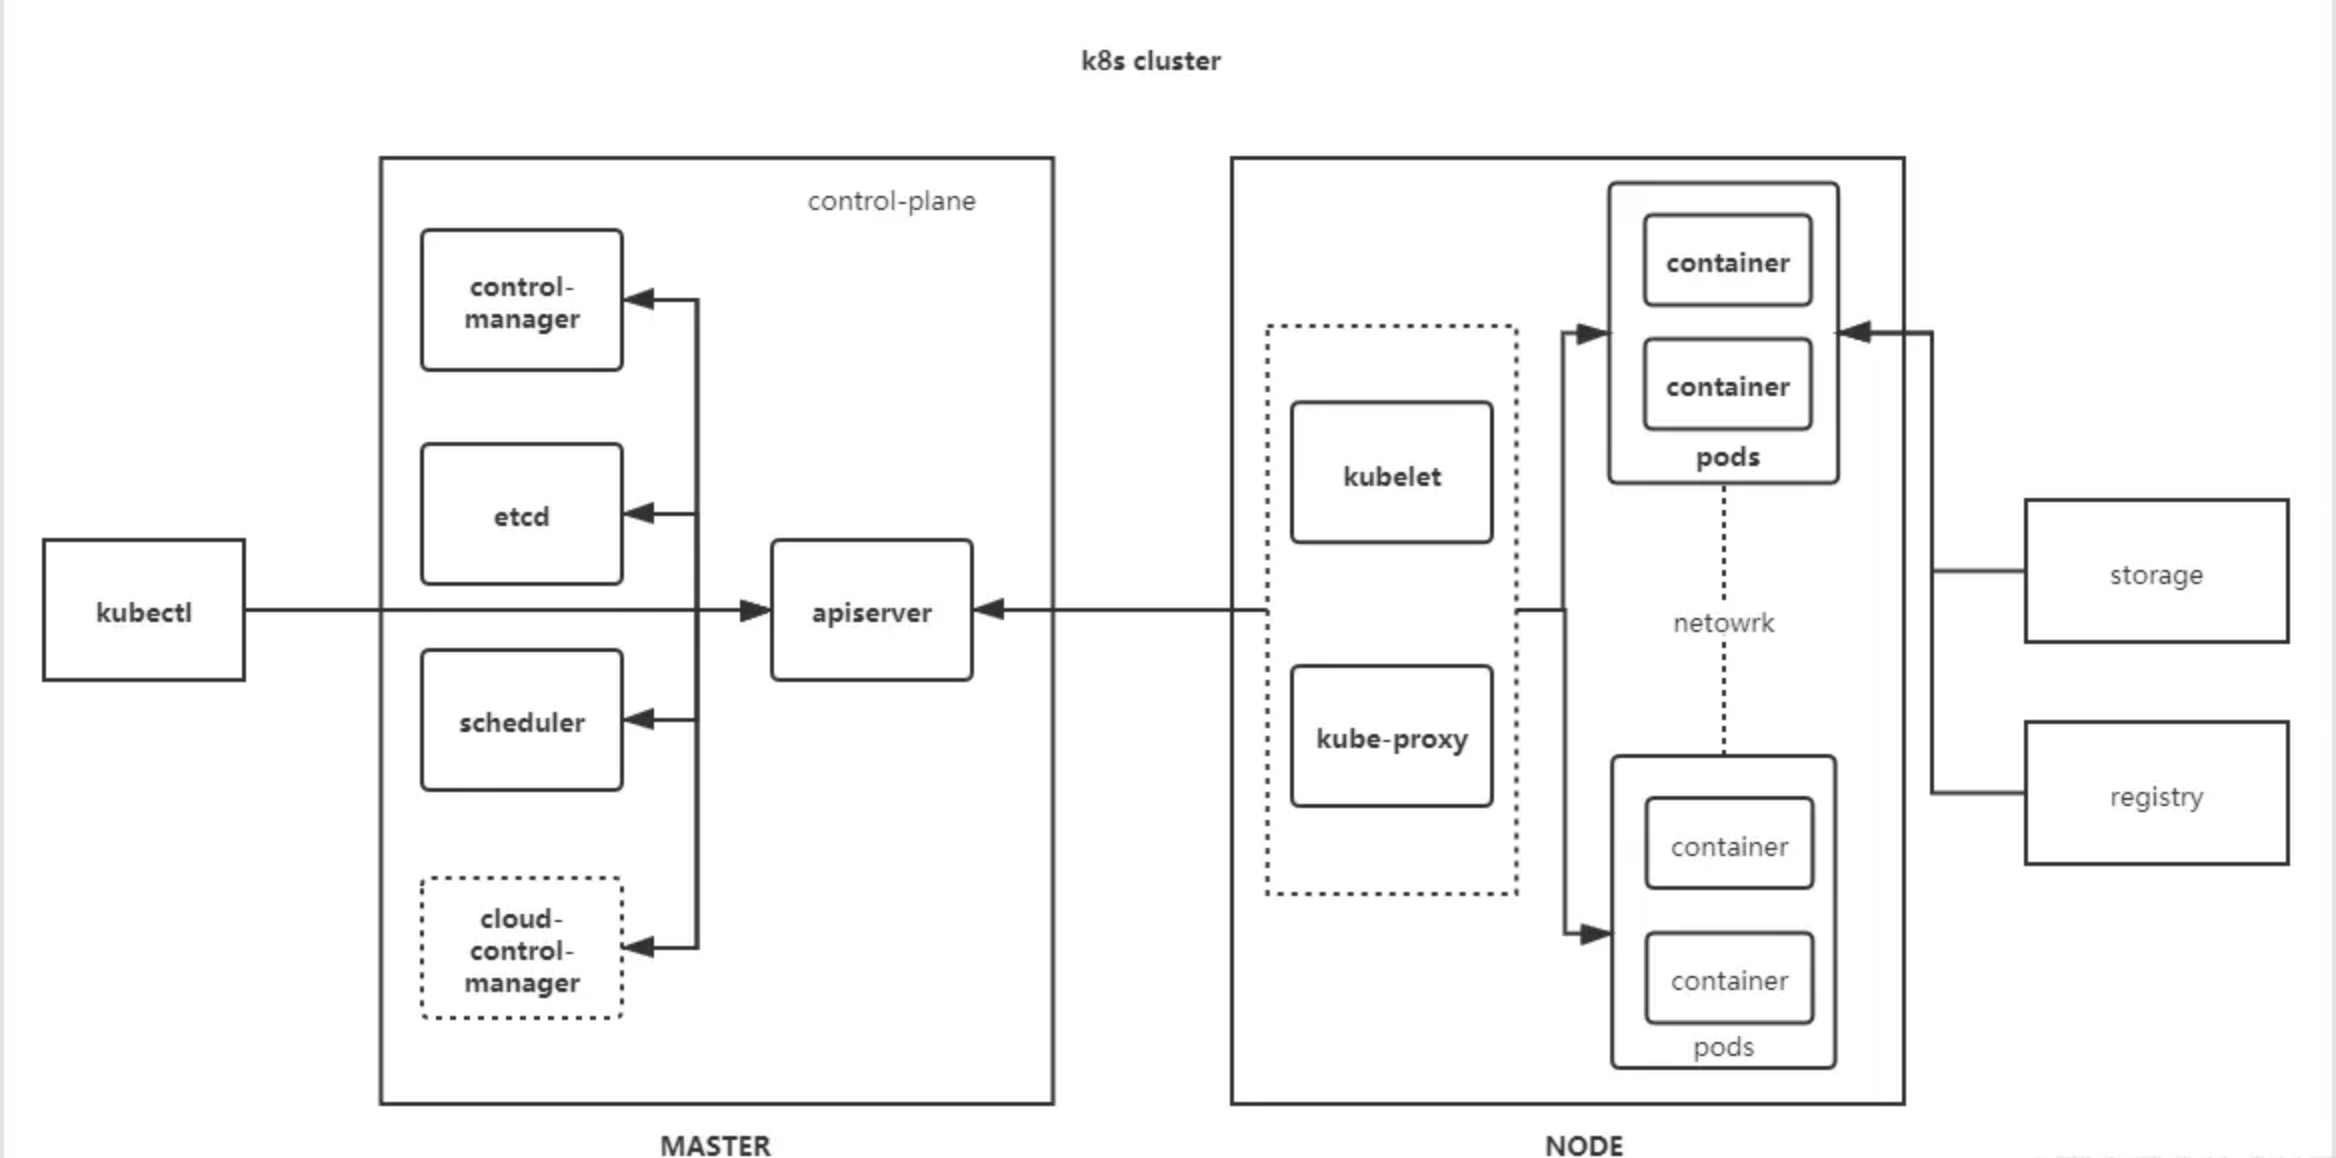 k8s cluster
control-plane
control-
manager
etcd
kubectl
apiserver
scheduler
cloud-
control-
manager
MASTER
kubelet
kube-proxy
container
container
pods
netowrk
container
container
pods
NODE
storage
registry